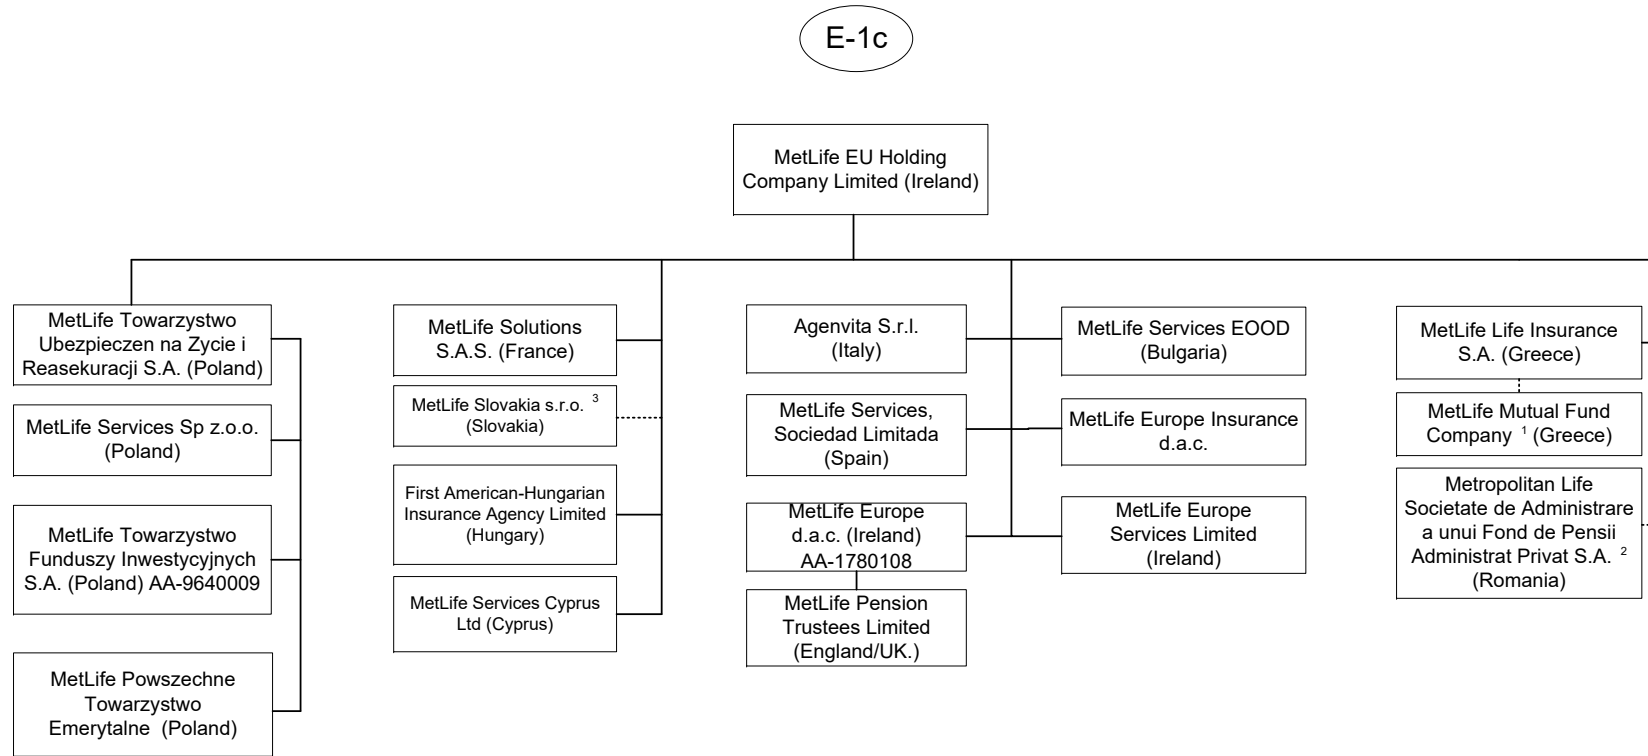 E-1c
MetLife EU Holding
Company Limited (Ireland)
MetLife Towarzystwo
Ubezpieczen na Zycie i
Reasekuracji S.A. (Poland)
MetLife Services Sp z.o.o.
(Poland)
MetLife Towarzystwo
Funduszy Inwestycyjnych
S.A. (Poland) AA-9640009
MetLife Powszechne
Towarzystwo
Emerytalne (Poland)
MetLife Solutions
S.A.S. (France)
MetLife Slovakia s.r.o. 3
(Slovakia)
First American-Hungarian
Insurance Agency Limited
(Hungary)
MetLife Services Cyprus
Ltd (Cyprus)
Agenvita S.r.l.
(Italy)
MetLife Services,
Sociedad Limitada
(Spain)
MetLife Europe
d.a.c. (Ireland)
AA-1780108
MetLife Pension
Trustees Limited
(England/UK.)
MetLife Services EOOD
(Bulgaria)
MetLife Europe Insurance
d.a.c.
MetLife Europe
Services Limited
(Ireland)
MetLife Life Insurance
S.A. (Greece)
MetLife Mutual Fund
Company 1 (Greece)
Metropolitan Life
Societate de Administrare
a unui Fond de Pensii
Administrat Privat S.A. 2
(Romania)